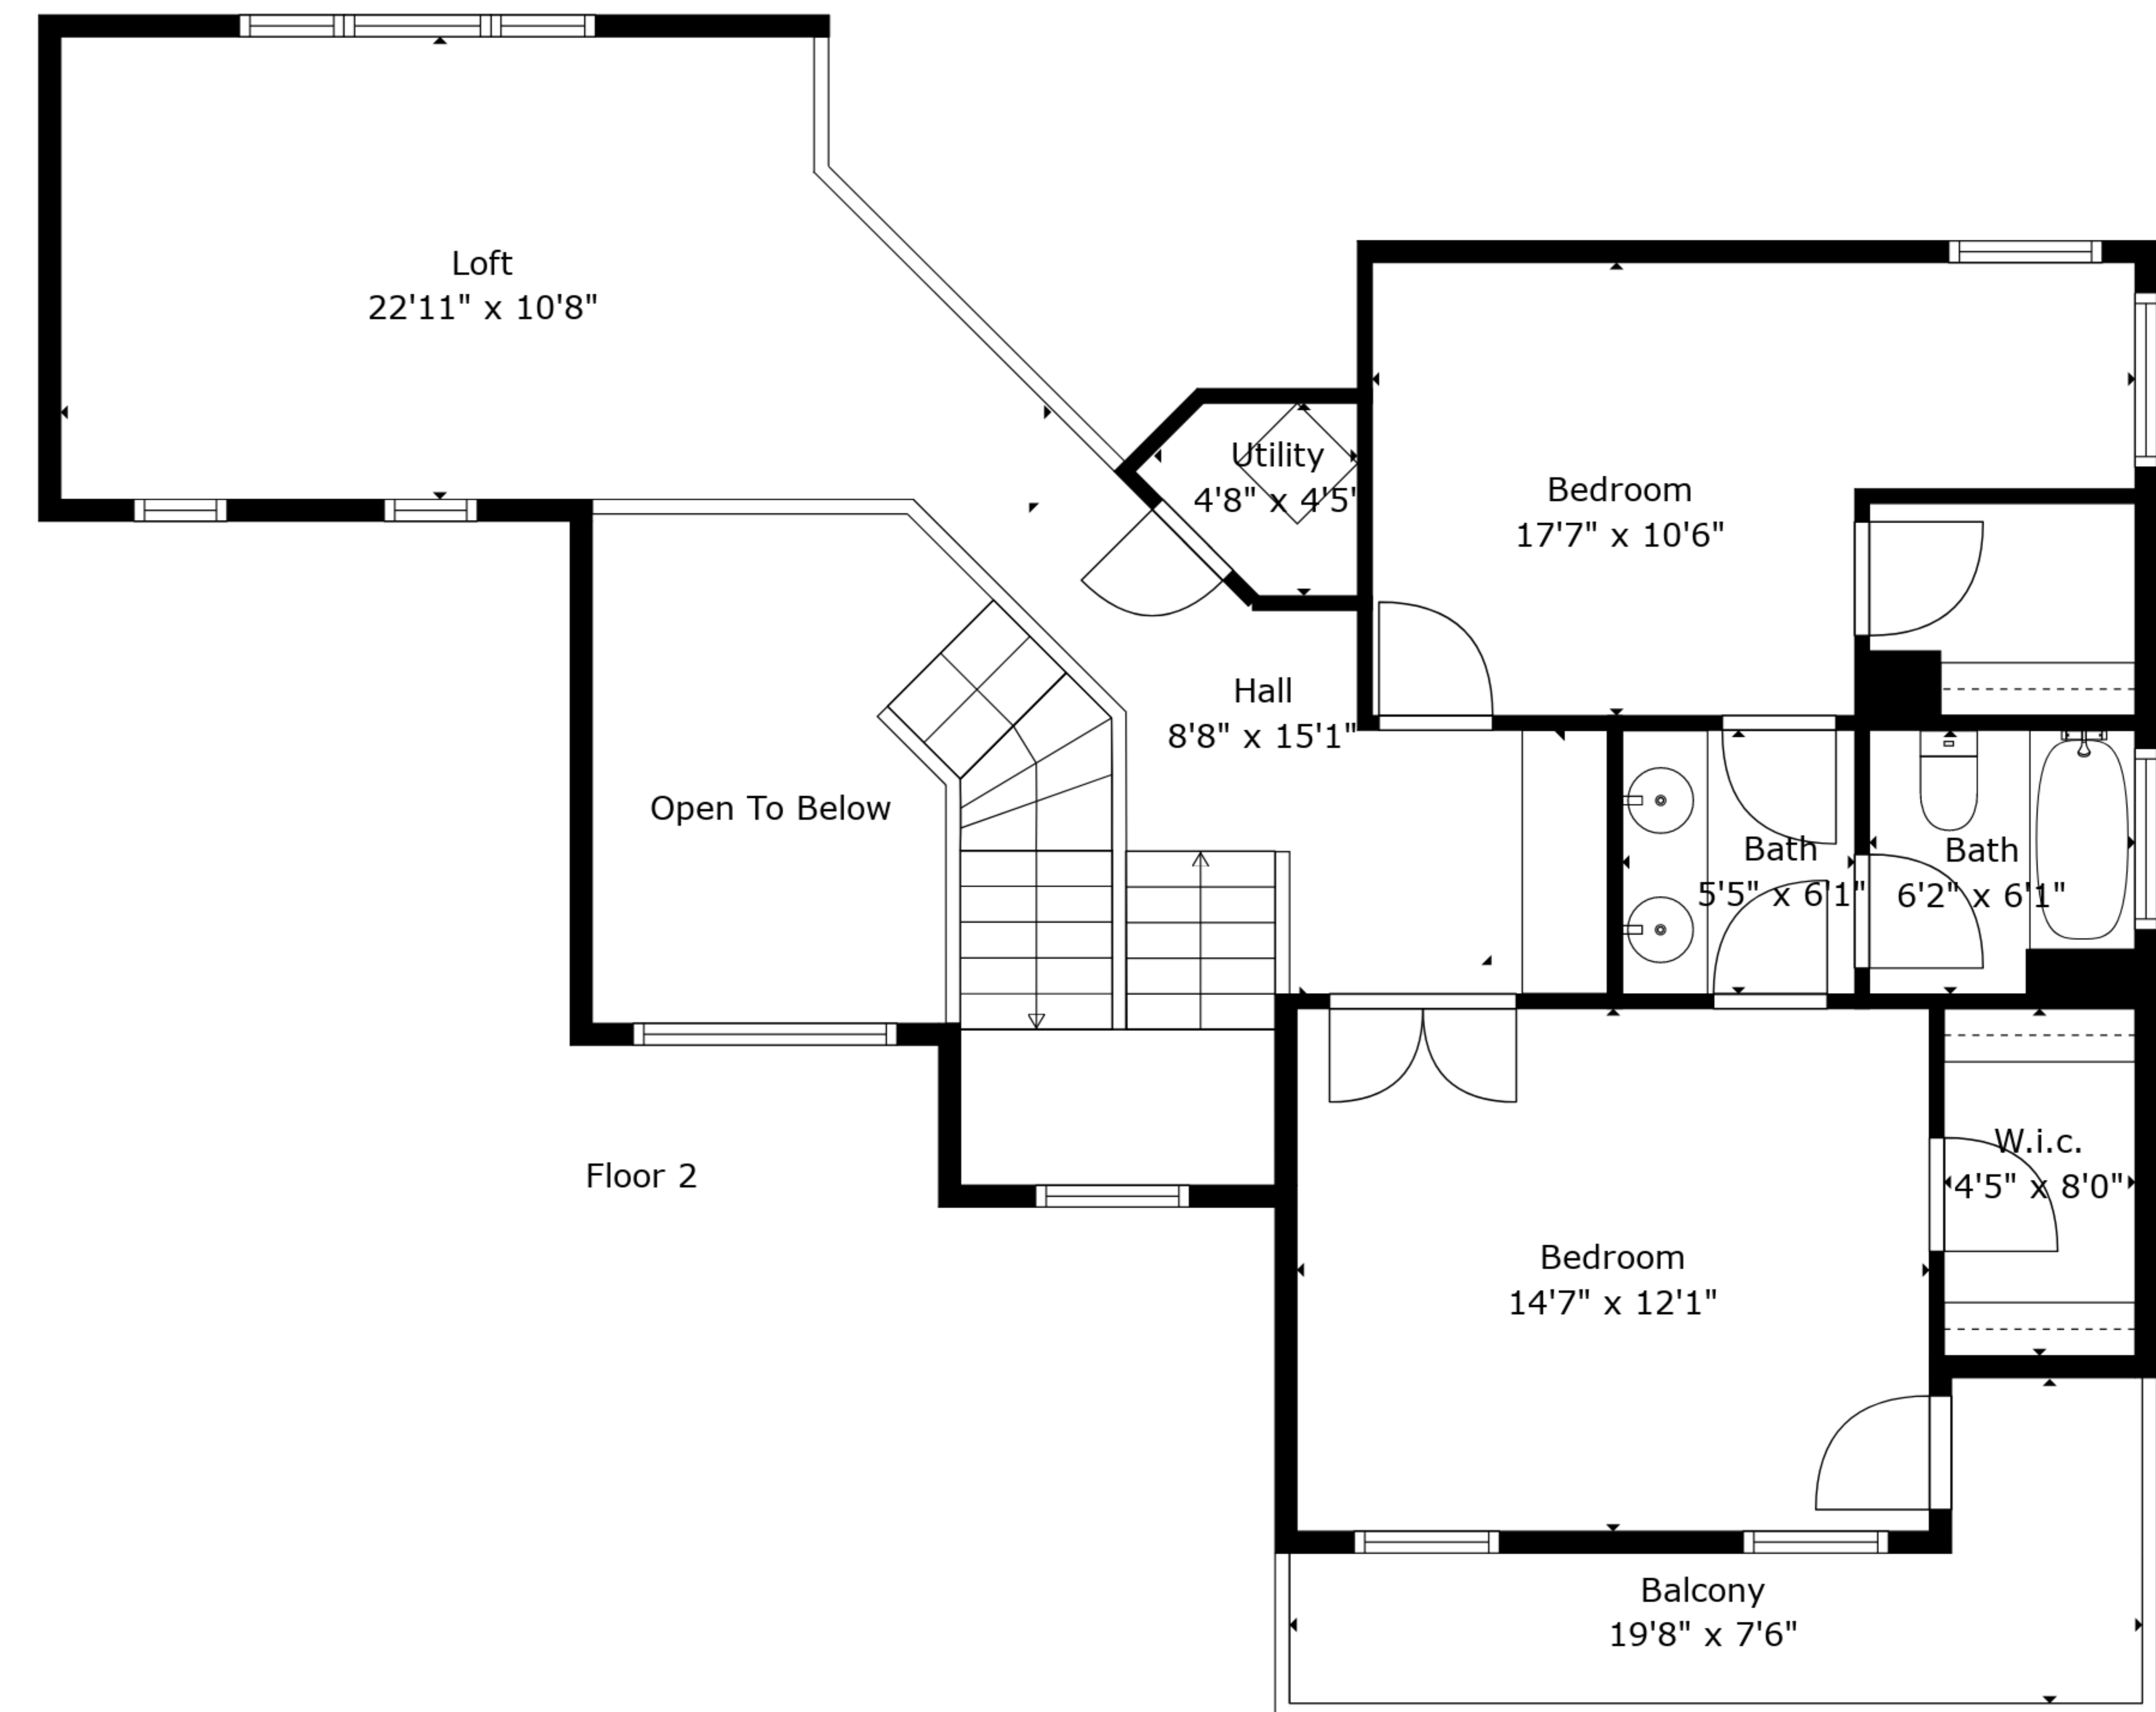 Loft
22'11" x 10'8"
Utility
4'8" x 4'5"
Bedroom
17'7" x 10'6"
Hall
8'8" x 15'1"
Open To Below
Bath
5'5" x 6'1"
Bath
6'2" x 6'1"
W.i.c.
4'5" x 8'0"
Floor 2
Bedroom
14'7" x 12'1"
Balcony
19'8" x 7'6"